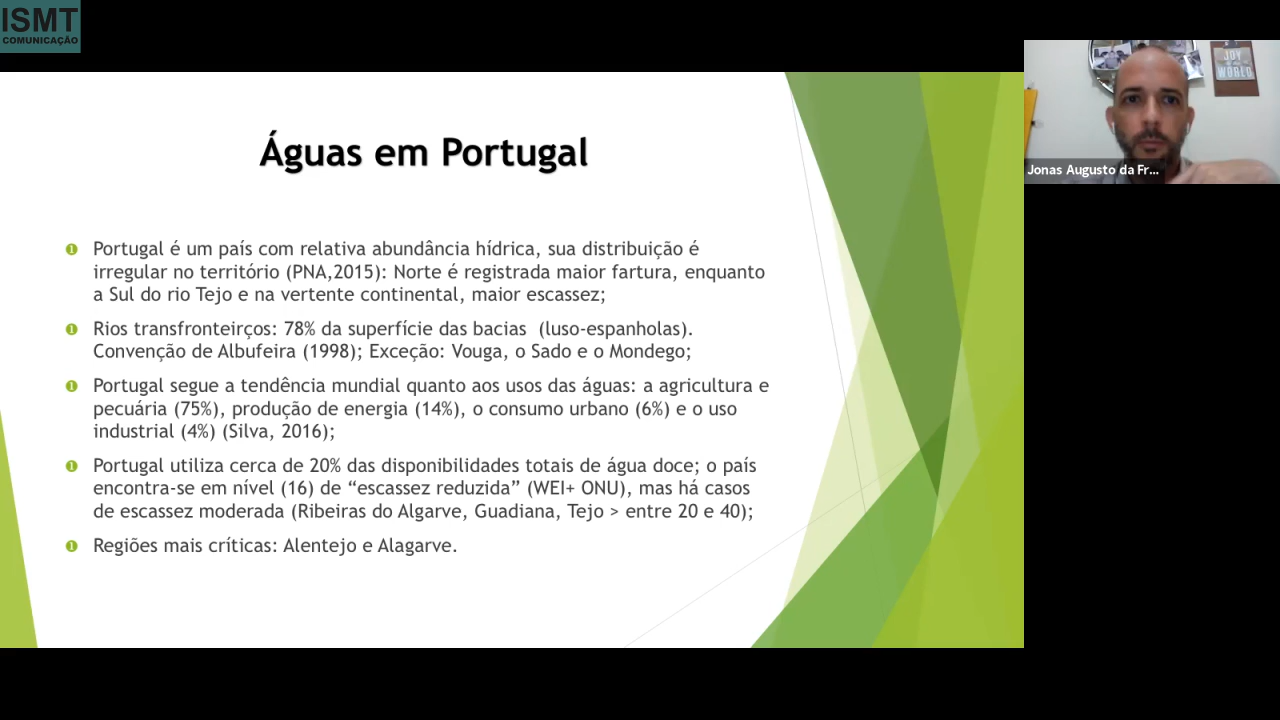 ISMT
COMUNICAÇÃO
Águas em Portugal
Portugal é um país com relativa abundância hídrica, sua distribuição é
irregular no território (PNA,2015): Norte é registrada maior fartura, enquanto
a Sul do rio Tejo e na vertente continental, maior escassez;
Rios transfronteirços: 78% da superfície das bacias  (luso-espanholas).
Convenção de Albufeira (1998); Exceção: Vouga, o Sado e o Mondego;
Portugal segue a tendência mundial quanto aos usos das águas: a agricultura e
pecuária (75%), produção de energia (14%), o consumo urbano (6%) e o uso
industrial (4%) (Silva, 2016);
Portugal utiliza cerca de 20% das disponibilidades totais de água doce; o país
encontra-se em nível (16) de “escassez reduzida” (WEI+ ONU), mas há casos
de escassez moderada (Ribeiras do Algarve, Guadiana, Tejo > entre 20 e 40);
Regiões mais críticas: Alentejo e Alagarve.
JOY
WORLD
Jonas Augusto da Fr...